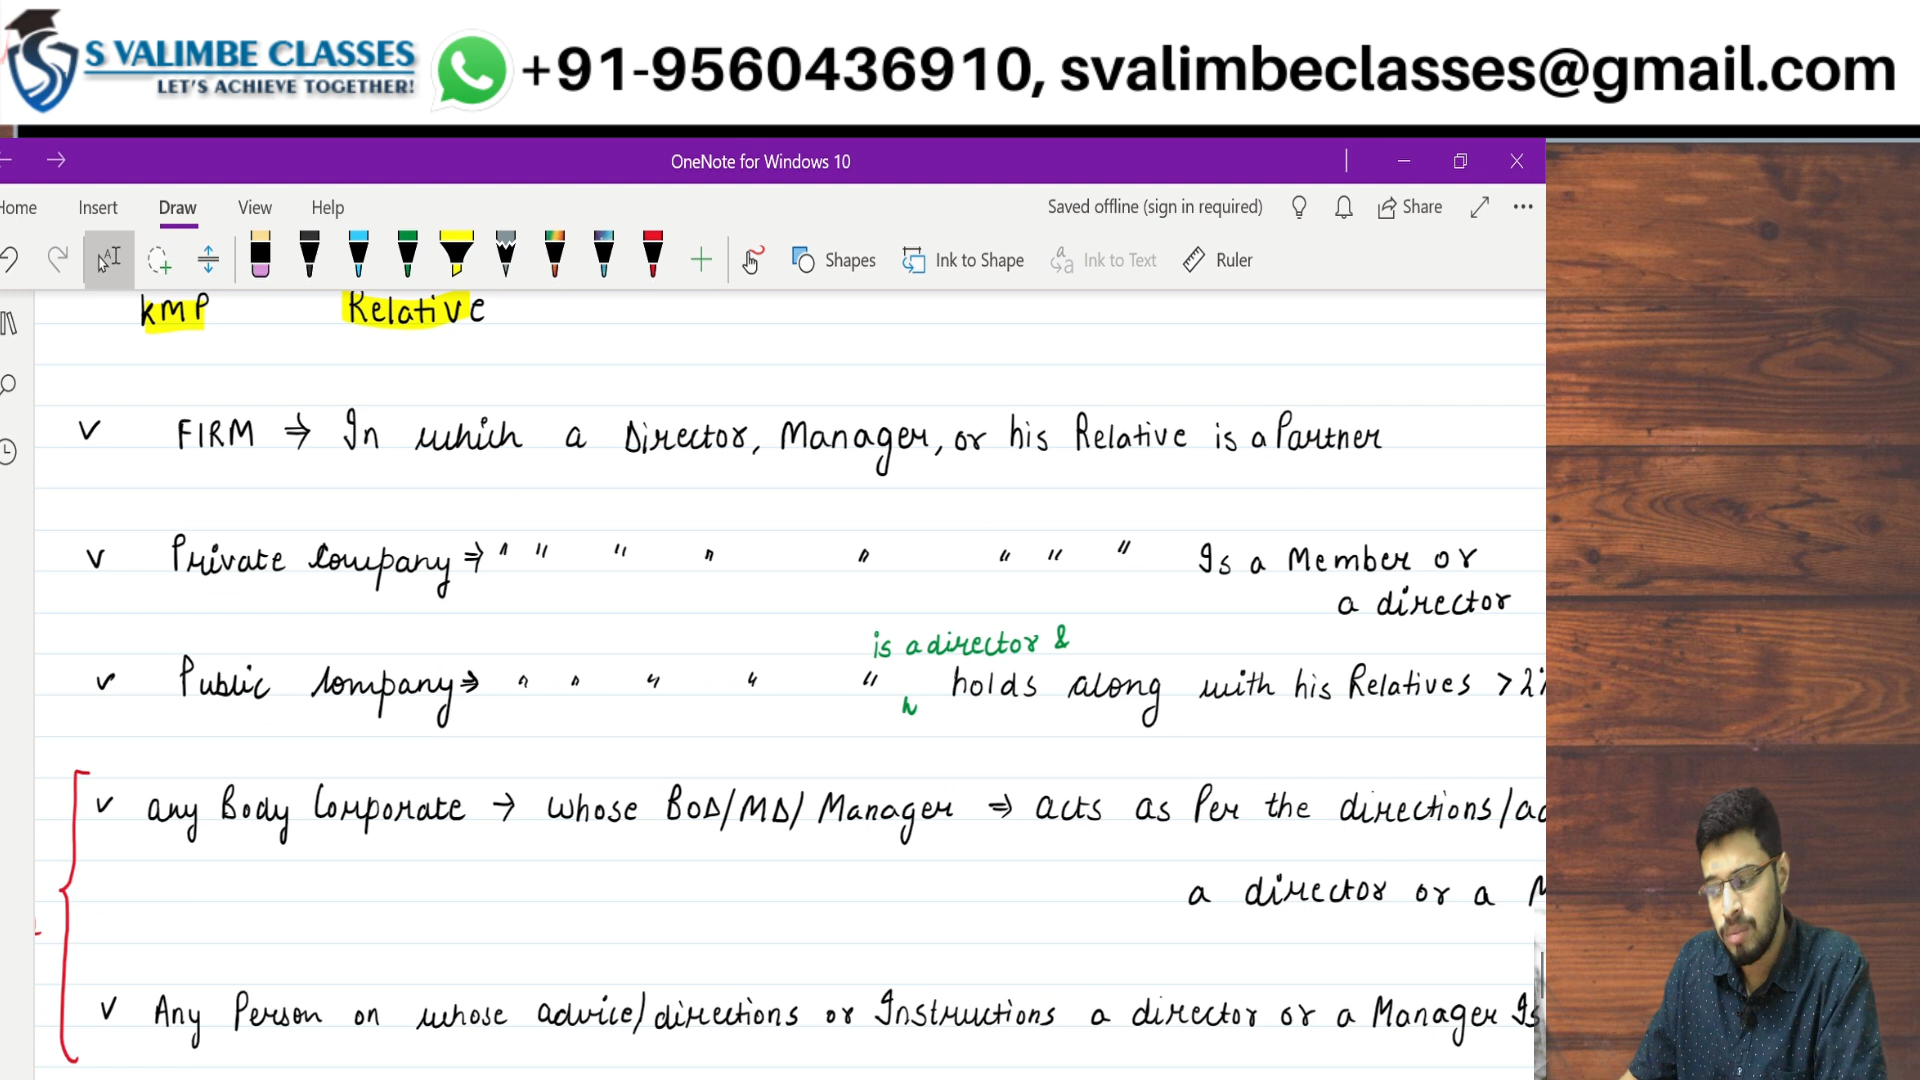 S VALIMBE CLASSES
LET'S ACHIEVE TOGETHER!
+91-9560436910, svalimbeclasses@gmail.com
OneNote for Windows 10
Home Insert Draw View Help
Saved offline (sign in required) Share
Shapes Ink to Shape Ink to Text Ruler
KMP Relative
✓ FIRM ⇒ In which a Director, Manager, or his Relative is a Partner
✓ Private Company ⇒ " " " " " " " " Is a Member or
a director
is a director &
✓ Public Company ⇒ " " " " " holds along with his Relatives > 2%
✓ any Body Corporate → whose BOD/MD/Manager ⇒ acts as Per the directions/
a director or a
✓ Any Person on whose advice/directions or Instructions a director or a Manager Is